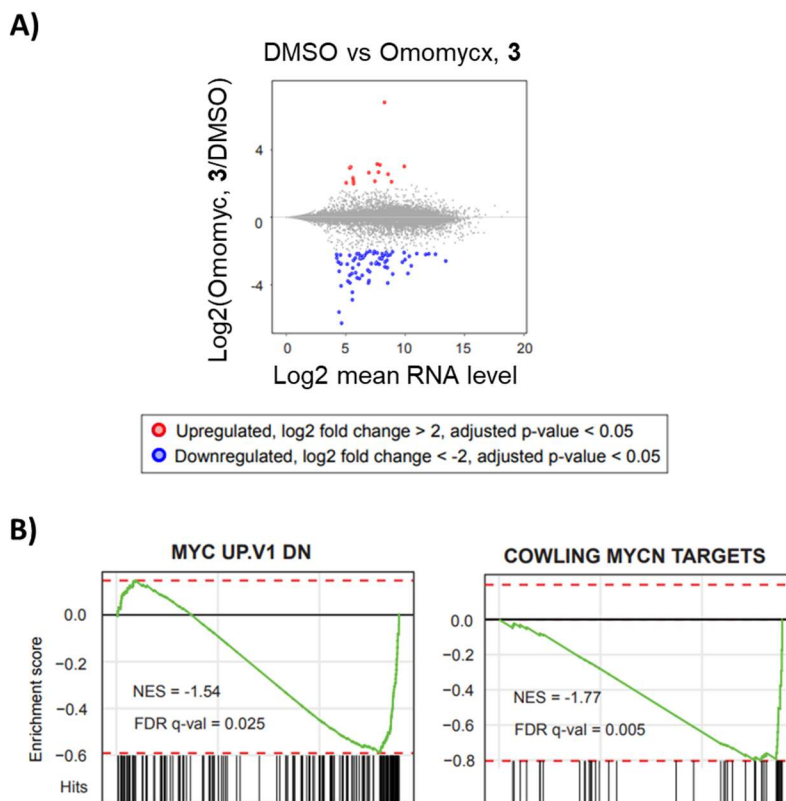 A)
DMSO vs Omomycx, 3
Log2(Omomyc, 3/DMSO)
4
0
-4
0 5 10 15 20
Log2 mean RNA level
Upregulated, log2 fold change > 2, adjusted p-value < 0.05
Downregulated, log2 fold change < -2, adjusted p-value < 0.05
B)
MYC UP.V1 DN
Enrichment score
0.0
−0.2
−0.4
−0.6
NES = -1.54
FDR q-val = 0.025
Hits
COWLING MYCN TARGETS
0.0
−0.2
−0.4
−0.6
−0.8
NES = -1.77
FDR q-val = 0.005